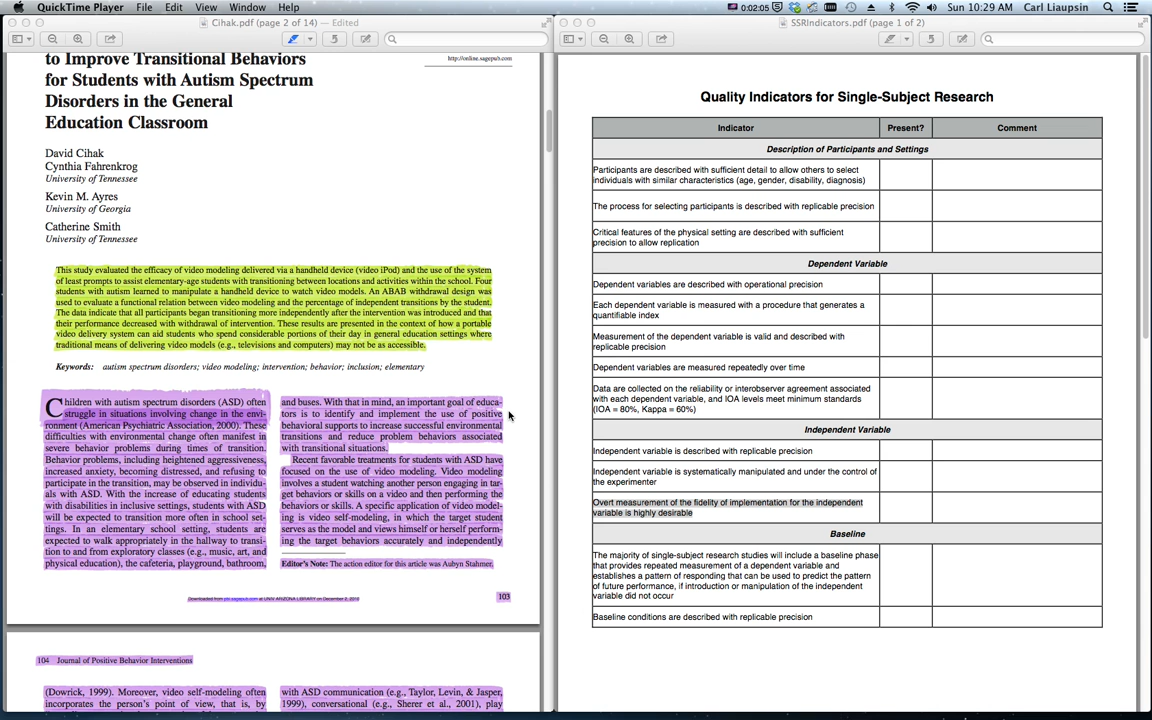 QuickTime Player File Edit View Window Help
0:02:05 Sun 10:29 AM Carl Liaupsin
Cihak.pdf (page 2 of 14) — Edited
to Improve Transitional Behaviors
for Students with Autism Spectrum
Disorders in the General
Education Classroom
http://online.sagepub.com
David Cihak
Cynthia Fahrenkrog
University of Tennessee
Kevin M. Ayres
University of Georgia
Catherine Smith
University of Tennessee
This study evaluated the efficacy of video modeling delivered via a handheld device (video iPod) and the use of the system
of least prompts to assist elementary-age students with transitioning between locations and activities within the school. Four
students with autism learned to manipulate a handheld device to watch video models. An ABAB withdrawal design was
used to evaluate a functional relation between video modeling and the percentage of independent transitions by the student.
The data indicate that all participants began transitioning more independently after the intervention was introduced and that
their performance decreased with withdrawal of intervention. These results are presented in the context of how a portable
video delivery system can aid students who spend considerable portions of their day in general education settings where
traditional means of delivering video models (e.g., televisions and computers) may not be as accessible.
Keywords: autism spectrum disorders; video modeling; intervention; behavior; inclusion; elementary
Children with autism spectrum disorders (ASD) often
struggle in situations involving change in the envi-
ronment (American Psychiatric Association, 2000). These
difficulties with environmental change often manifest in
severe behavior problems during times of transition.
Behavior problems, including heightened aggressiveness,
increased anxiety, becoming distressed, and refusing to
participate in the transition, may be observed in individu-
als with ASD. With the increase of educating students
with disabilities in inclusive settings, students with ASD
will be expected to transition more often in school set-
tings. In an elementary school setting, students are
expected to walk appropriately in the hallway to transi-
tion to and from exploratory classes (e.g., music, art, and
physical education), the cafeteria, playground, bathroom,
and buses. With that in mind, an important goal of educa-
tors is to identify and implement the use of positive
behavioral supports to increase successful environmental
transitions and reduce problem behaviors associated
with transitional situations.
Recent favorable treatments for students with ASD have
focused on the use of video modeling. Video modeling
involves a student watching another person engaging in tar-
get behaviors or skills on a video and then performing the
behaviors or skills. A specific application of video model-
ing is video self-modeling, in which the target student
serves as the model and views himself or herself perform-
ing the target behaviors accurately and independently
Editor's Note: The action editor for this article was Aubyn Stahmer.
Downloaded from pbi.sagepub.com at UNIV ARIZONA LIBRARY on December 2, 2010
103
104 Journal of Positive Behavior Interventions
(Dowrick, 1999). Moreover, video self-modeling often
incorporates the person's point of view, that is, by
with ASD communication (e.g., Taylor, Levin, & Jasper,
1999), conversational (e.g., Sherer et al., 2001), play
SSRIndicators.pdf (page 1 of 2)
Quality Indicators for Single-Subject Research
Indicator Present? Comment
Description of Participants and Settings
Participants are described with sufficient detail to allow others to select
individuals with similar characteristics (age, gender, disability, diagnosis)
The process for selecting participants is described with replicable precision
Critical features of the physical setting are described with sufficient
precision to allow replication
Dependent Variable
Dependent variables are described with operational precision
Each dependent variable is measured with a procedure that generates a
quantifiable index
Measurement of the dependent variable is valid and described with
replicable precision
Dependent variables are measured repeatedly over time
Data are collected on the reliability or interobserver agreement associated
with each dependent variable, and IOA levels meet minimum standards
(IOA = 80%, Kappa = 60%)
Independent Variable
Independent variable is described with replicable precision
Independent variable is systematically manipulated and under the control of
the experimenter
Overt measurement of the fidelity of implementation for the independent
variable is highly desirable
Baseline
The majority of single-subject research studies will include a baseline phase
that provides repeated measurement of a dependent variable and
establishes a pattern of responding that can be used to predict the pattern
of future performance, if introduction or manipulation of the independent
variable did not occur
Baseline conditions are described with replicable precision